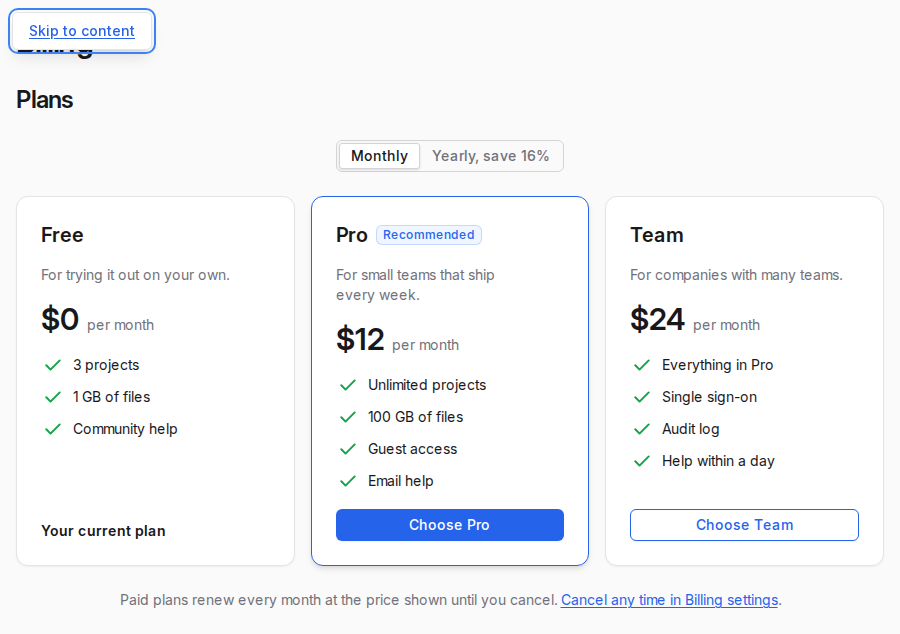 Skip to content
Plans
Monthly
Yearly, save 16%
Free
For trying it out on your own.
$0 per month
3 projects
1 GB of files
Community help
Your current plan
Pro
Recommended
For small teams that ship
every week.
$12 per month
Unlimited projects
100 GB of files
Guest access
Email help
Choose Pro
Team
For companies with many teams.
$24 per month
Everything in Pro
Single sign-on
Audit log
Help within a day
Choose Team
Paid plans renew every month at the price shown until you cancel. Cancel any time in Billing settings.